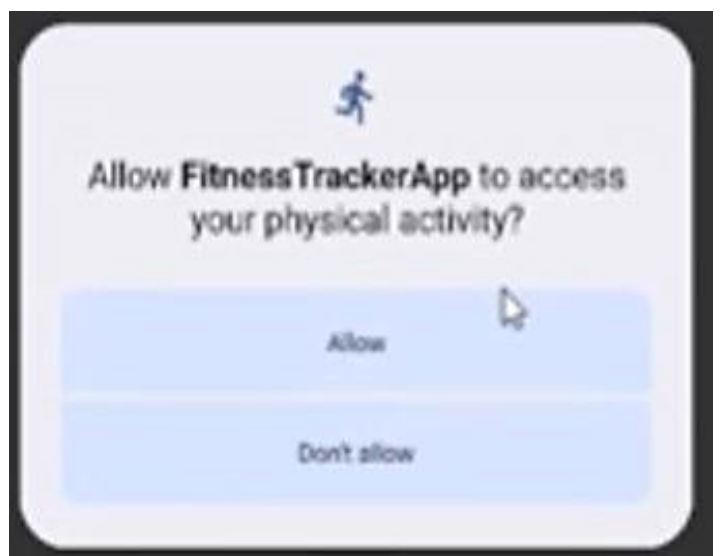 Allow FitnessTrackerApp to access
your physical activity?
Allow
Don't allow